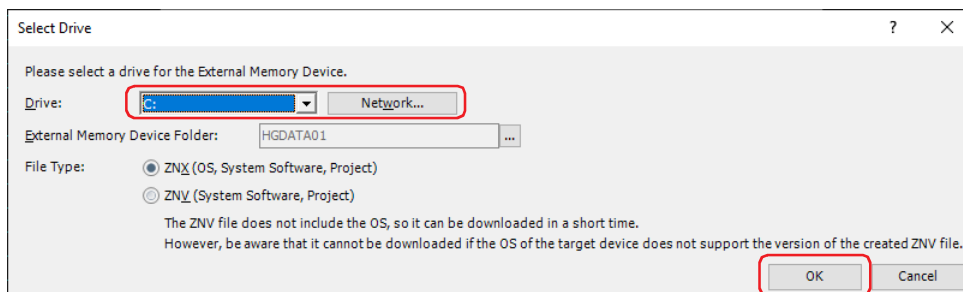 Select Drive ? ×
Please select a drive for the External Memory Device.
Drive: C: Network...
External Memory Device Folder: HGDATA01 ...
File Type: ZNX (OS, System Software, Project)
ZNV (System Software, Project)
The ZNV file does not include the OS, so it can be downloaded in a short time.
However, be aware that it cannot be downloaded if the OS of the target device does not support the version of the created ZNV file.
OK Cancel